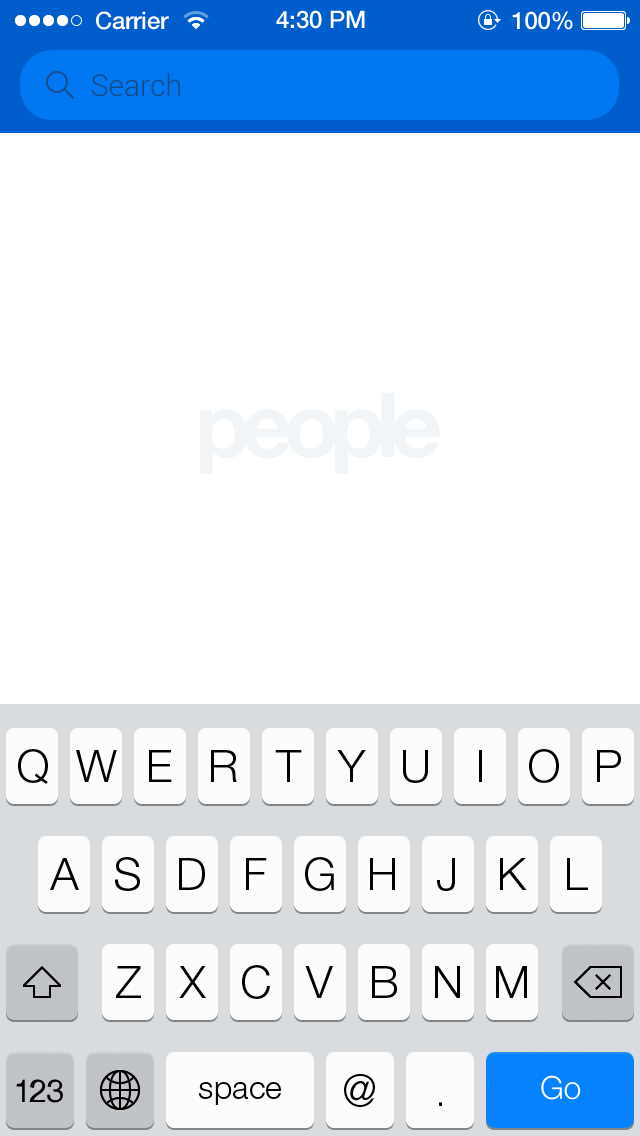 Carrier 4:30 PM 100%
Search
people
Q W E R T Y U I O P
A S D F G H J K L
Z X C V B N M
123 space @ . Go